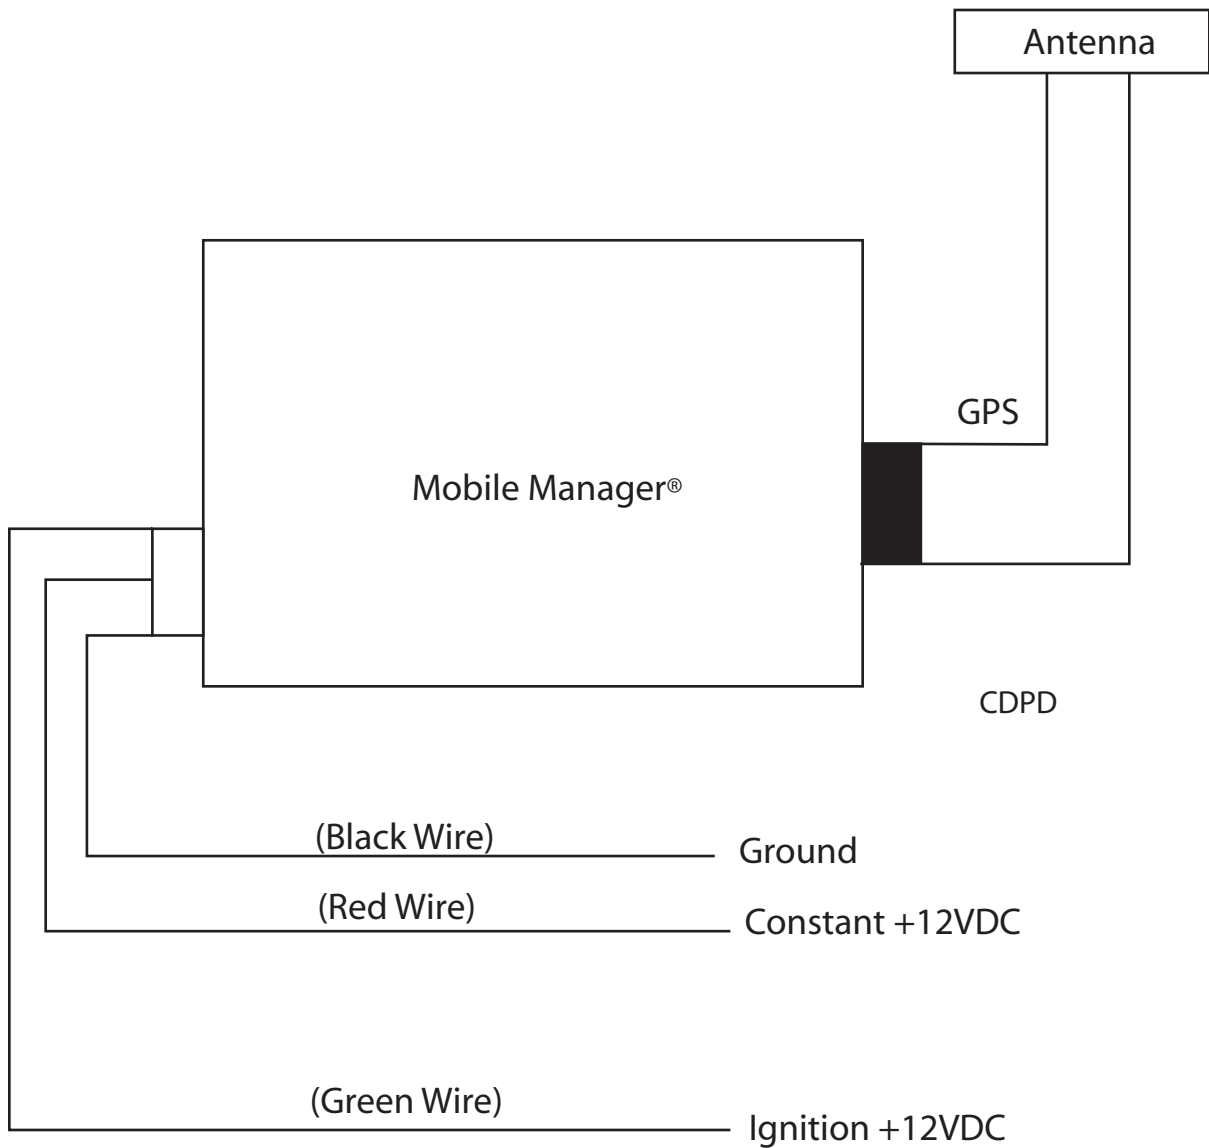 Antenna
GPS
Mobile Manager®
CDPD
(Black Wire)
Ground
(Red Wire)
Constant +12VDC
(Green Wire)
Ignition +12VDC